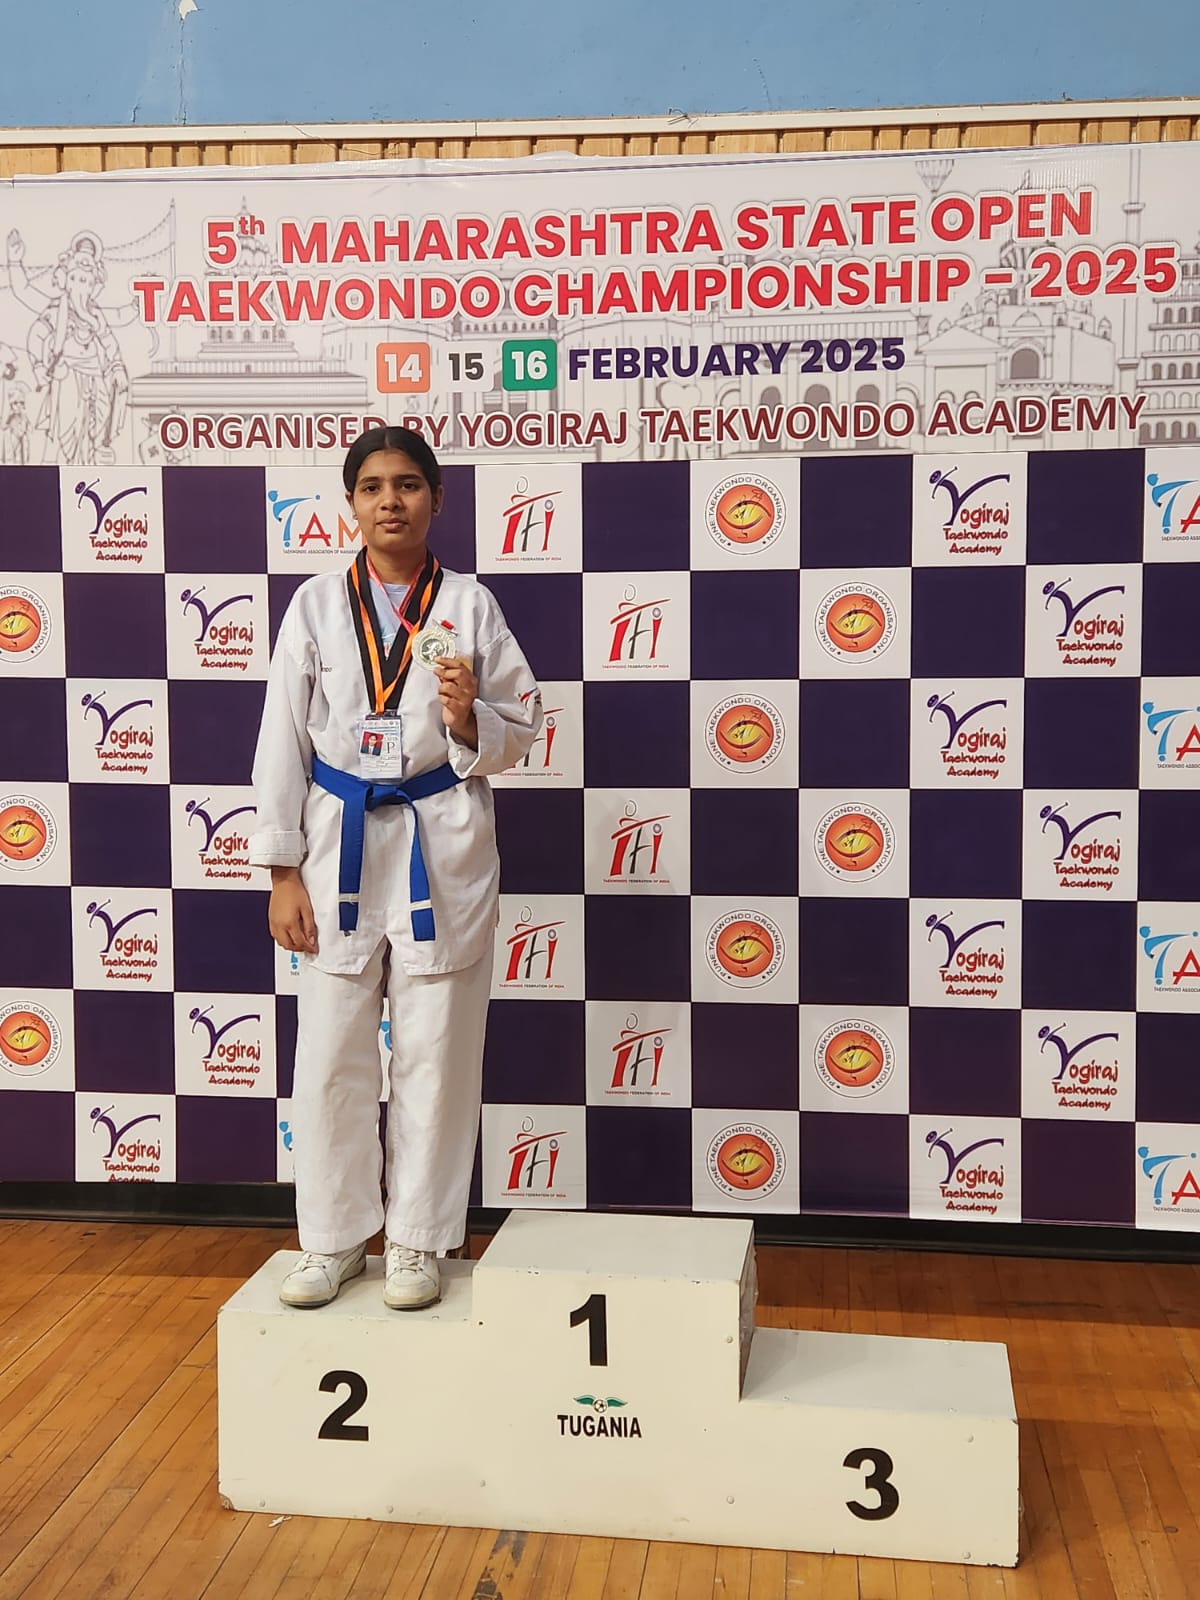 5th MAHARASHTRA STATE OPEN
TAEKWONDO CHAMPIONSHIP - 2025
14 15 16 FEBRUARY 2025
ORGANISED BY YOGIRAJ TAEKWONDO ACADEMY
Yogiraj
Taekwondo
Academy
TAM
TAEKWONDO FEDERATION OF INDIA
PUNE TAEKWONDO ORGANISATION
P
1
TUGANIA
2
3